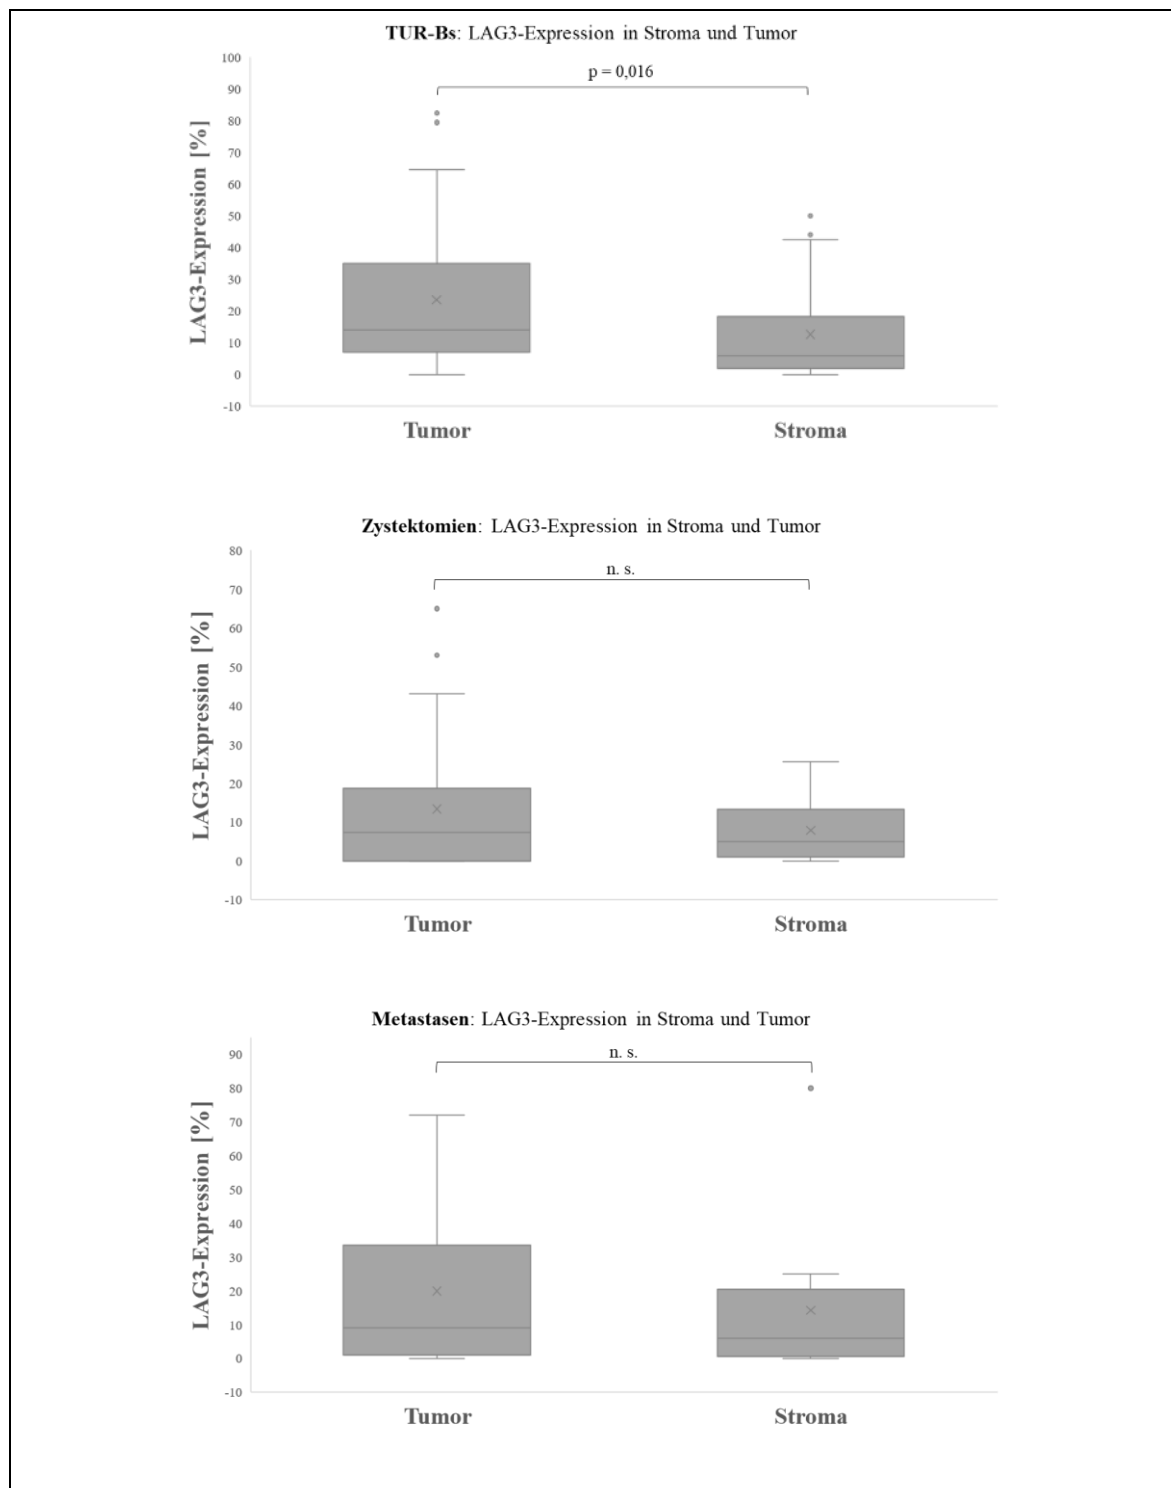 TUR-Bs: LAG3-Expression in Stroma und Tumor
p = 0,016
LAG3-Expression [%]
100
90
80
70
60
50
40
30
20
10
0
-10
Tumor
Stroma
Zystektomien: LAG3-Expression in Stroma und Tumor
n. s.
LAG3-Expression [%]
80
70
60
50
40
30
20
10
0
-10
Tumor
Stroma
Metastasen: LAG3-Expression in Stroma und Tumor
n. s.
LAG3-Expression [%]
90
80
70
60
50
40
30
20
10
0
-10
Tumor
Stroma